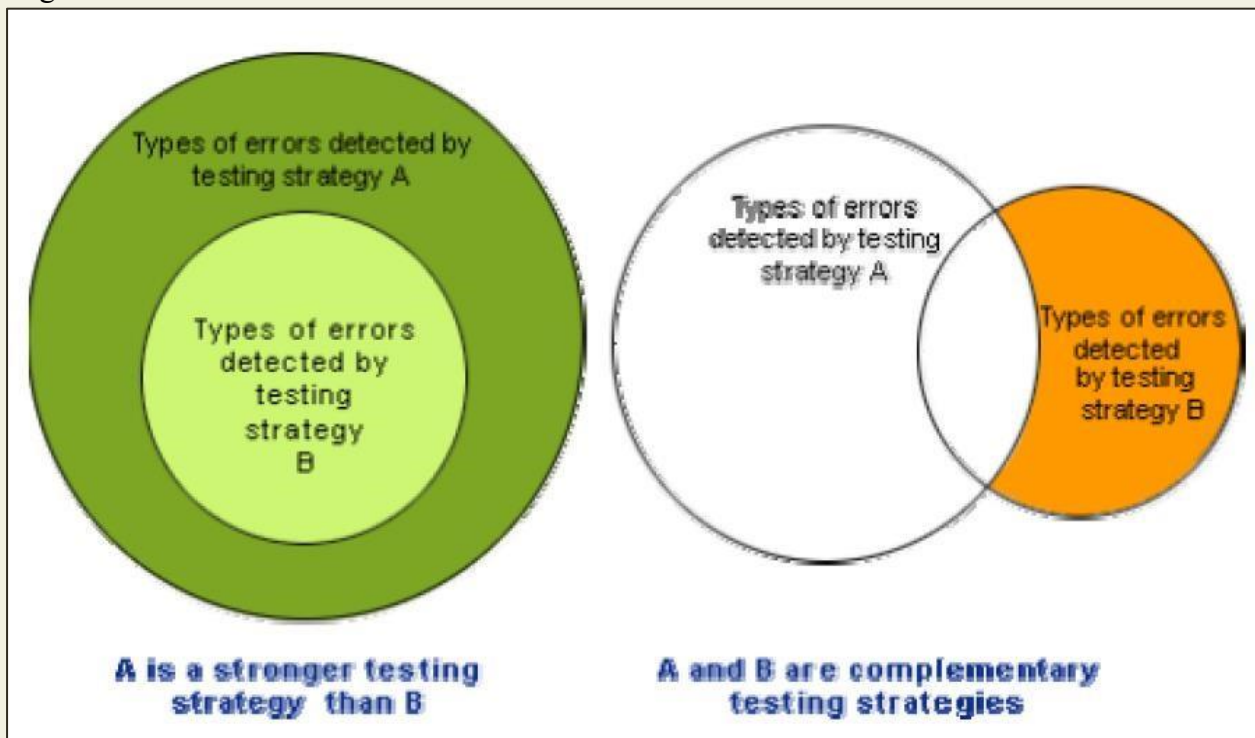 Types of errors detected by
testing strategy A
Types of errors
detected by
testing
strategy
B
A is a stronger testing
strategy than B
Types of errors
detected by testing
strategy A
Types of errors
detected
by testing
strategy B
A and B are complementary
testing strategies